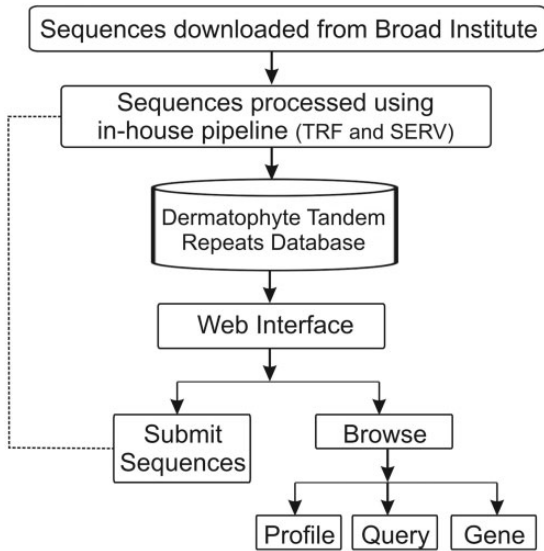 Sequences downloaded from Broad Institute
Sequences processed using
in-house pipeline (TRF and SERV)
Dermatophyte Tandem
Repeats Database
Web Interface
Submit
Sequences
Browse
Profile
Query
Gene